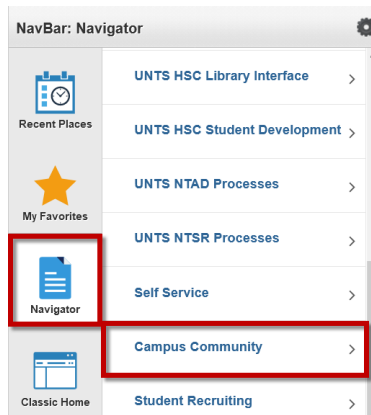 NavBar: Navigator
Recent Places
My Favorites
Navigator
Classic Home
UNTS HSC Library Interface
UNTS HSC Student Development
UNTS NTAD Processes
UNTS NTSR Processes
Self Service
Campus Community
Student Recruiting